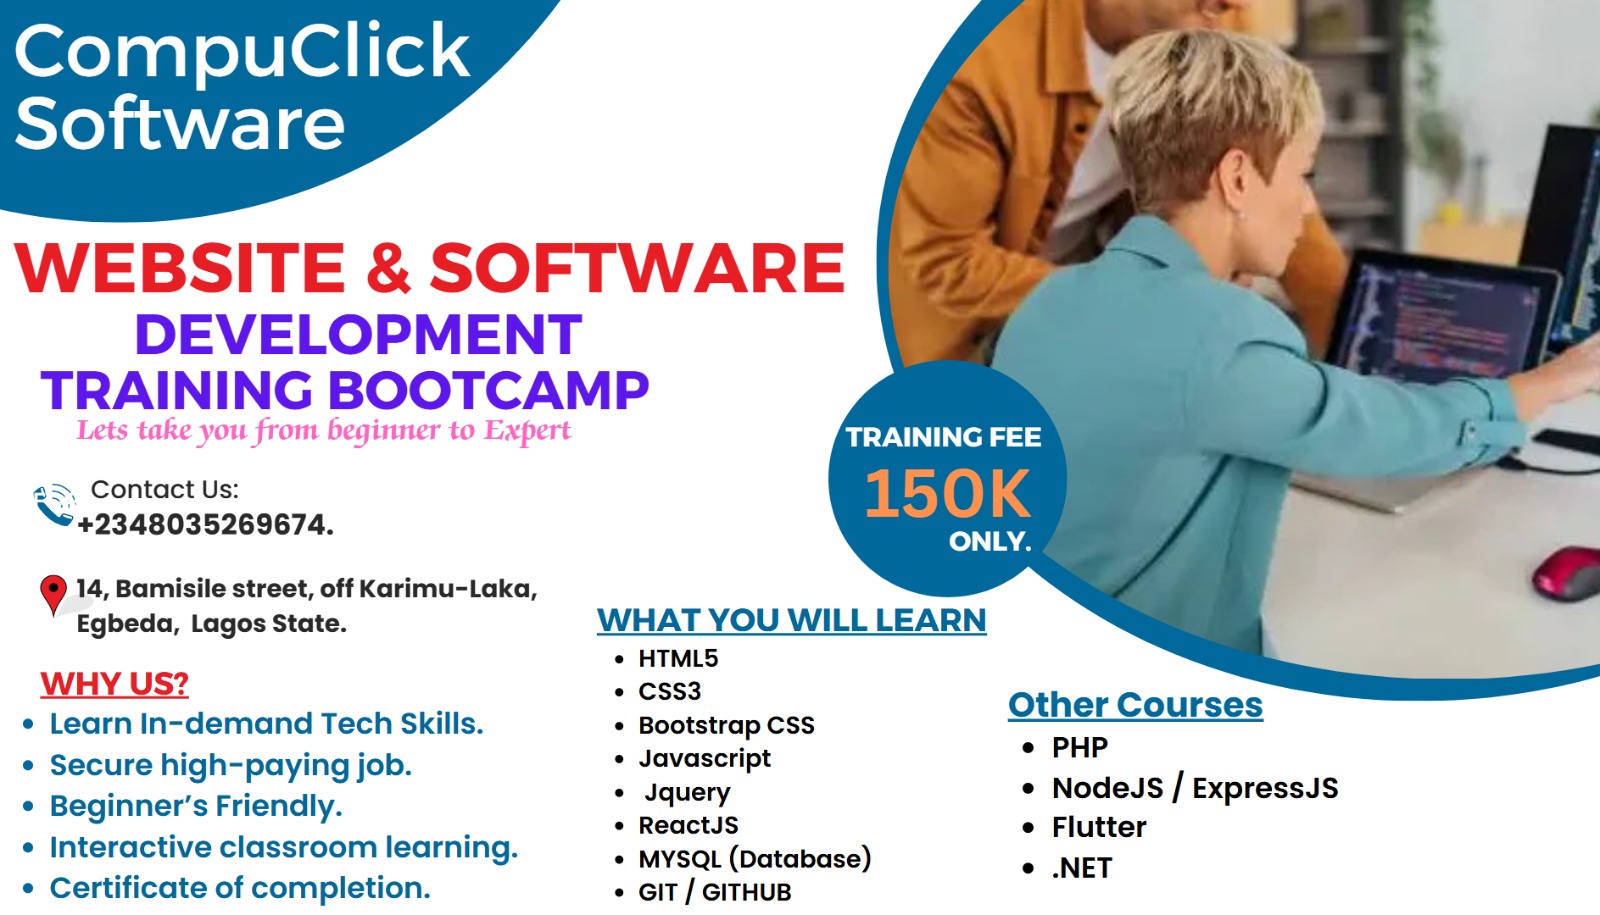 CompuClick
Software
WEBSITE & SOFTWARE
DEVELOPMENT
TRAINING BOOTCAMP
Lets take you from beginner to Expert
Contact Us:
+2348035269674.
14, Bamisile street, off Karimu-Laka,
Egbeda, Lagos State.
WHY US?
Learn In-demand Tech Skills.
Secure high-paying job.
Beginner’s Friendly.
Interactive classroom learning.
Certificate of completion.
TRAINING FEE
150K
ONLY.
WHAT YOU WILL LEARN
HTML5
CSS3
Bootstrap CSS
Javascript
Jquery
ReactJS
MYSQL (Database)
GIT / GITHUB
Other Courses
PHP
NodeJS / ExpressJS
Flutter
.NET